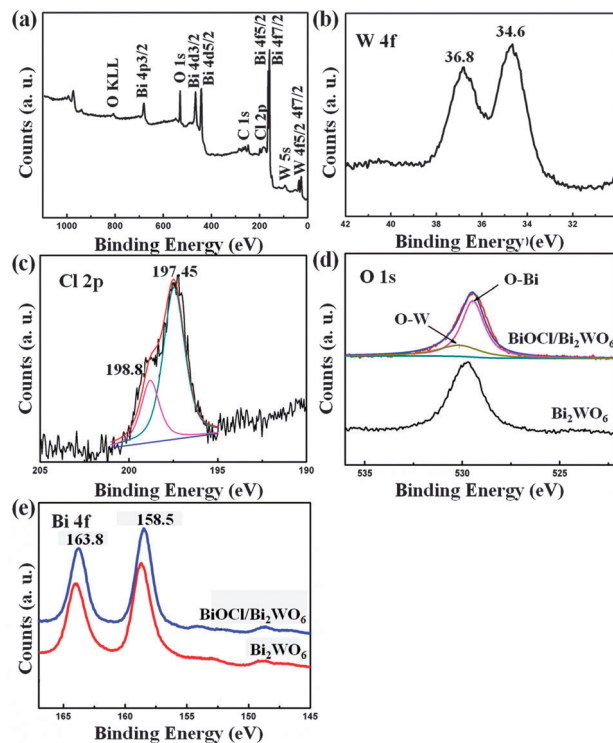 (a)
Counts (a. u.)
O KLL
Bi 4p3/2
O 1s
Bi 4d3/2
Bi 4d5/2
C 1s
Cl 2p
Bi 4f5/2
Bi 4f7/2
W 5s
W 4f5/2 4f7/2
1000 800 600 400 200 0
Binding Energy (eV)
(b)
W 4f
Counts (a. u.)
36.8
34.6
42 40 38 36 34 32 30
Binding Energy)(eV)
(c)
Cl 2p
Counts (a. u.)
197.45
198.8
205 200 195 190
Binding Energy (eV)
(d)
O 1s
Counts (a. u.)
O-Bi
O-W
BiOCl/Bi2WO6
Bi2WO6
535 530 525
Binding Energy (eV)
(e)
Bi 4f
Counts (a. u.)
163.8
158.5
BiOCl/Bi2WO6
Bi2WO6
165 160 155 150 145
Binding Energy (eV)